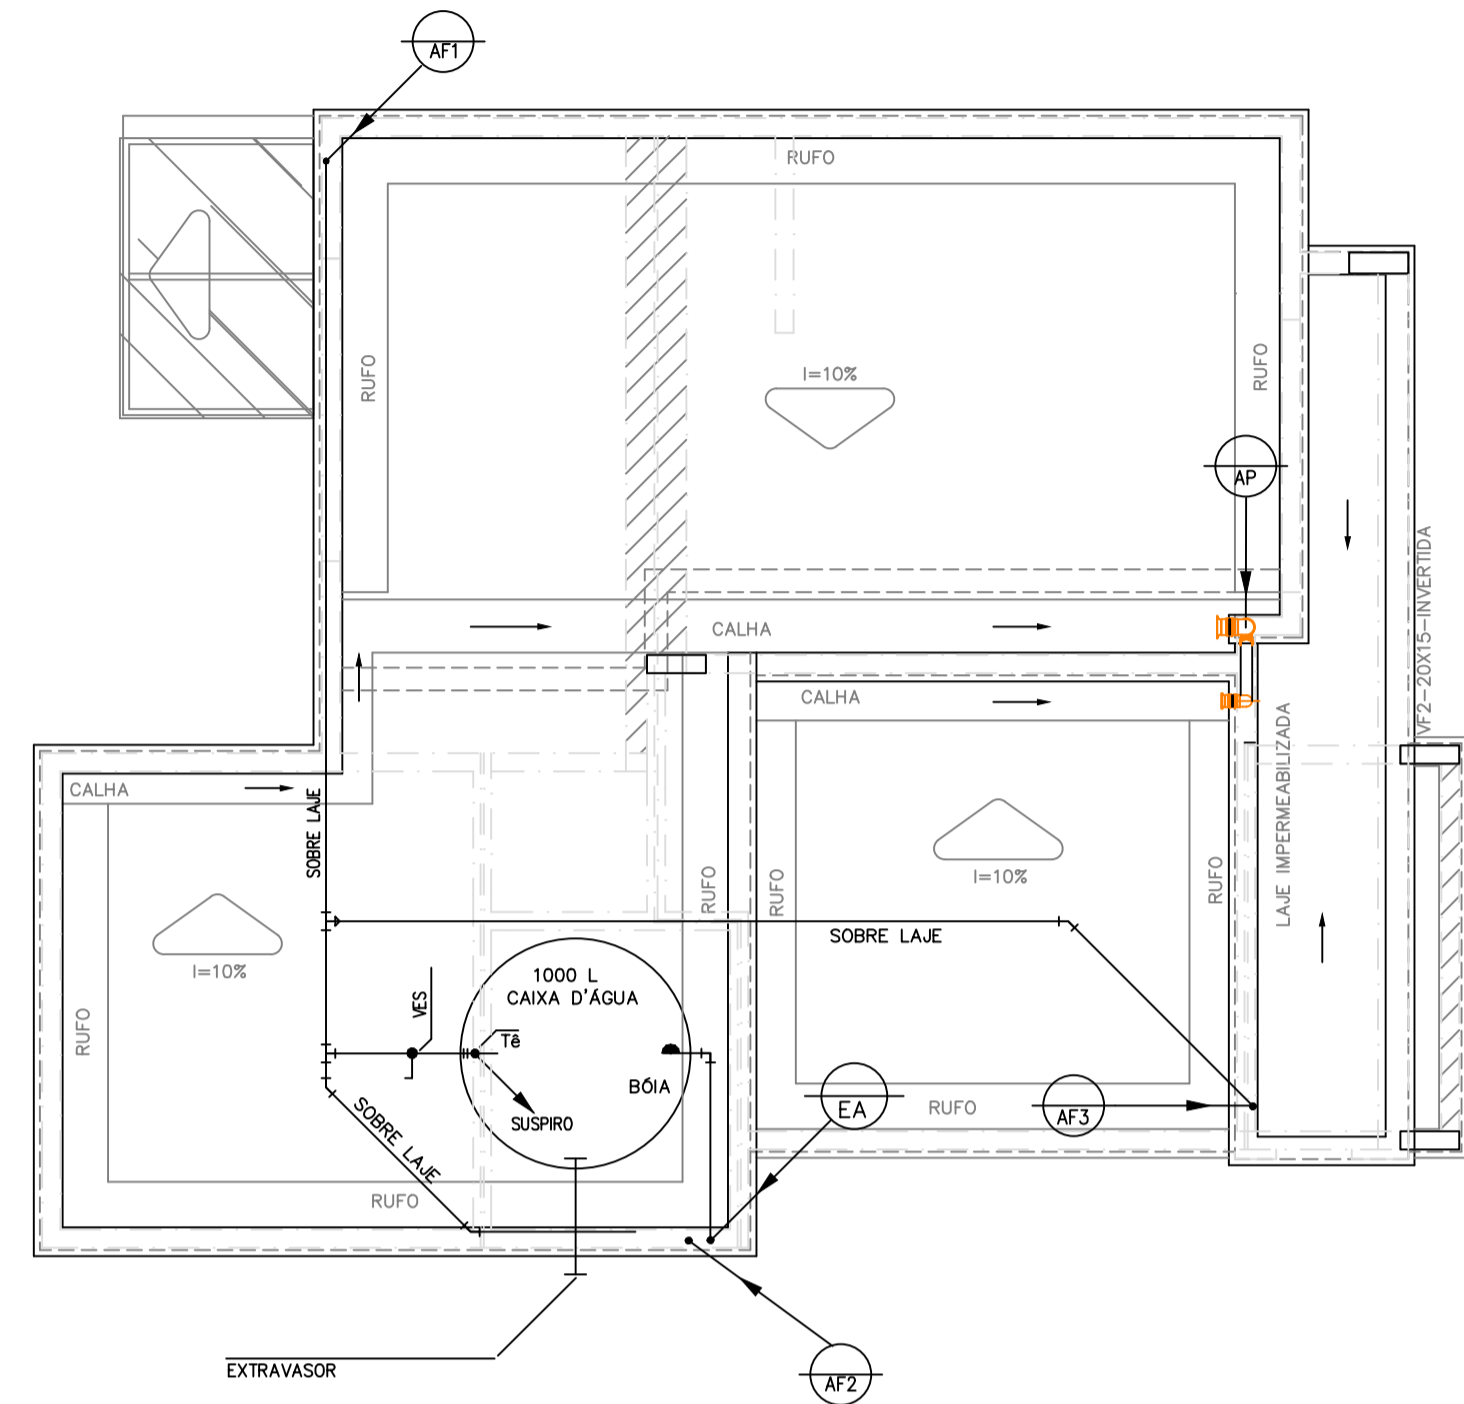 AF1
RUFO
RUFO
RUFO
I=10%
AP
VF2-20X15-INVERTIDA
CALHA
CALHA
LAJE IMPERMEABILIZADA
CALHA
SOBRE LAJE
I=10%
RUFO
RUFO
RUFO
SOBRE LAJE
I=10%
1000 L
CAIXA D'ÁGUA
VES
Tê
RUFO
BÓIA
SUSPIRO
EA
RUFO
AF3
SOBRE LAJE
RUFO
EXTRAVASOR
AF2